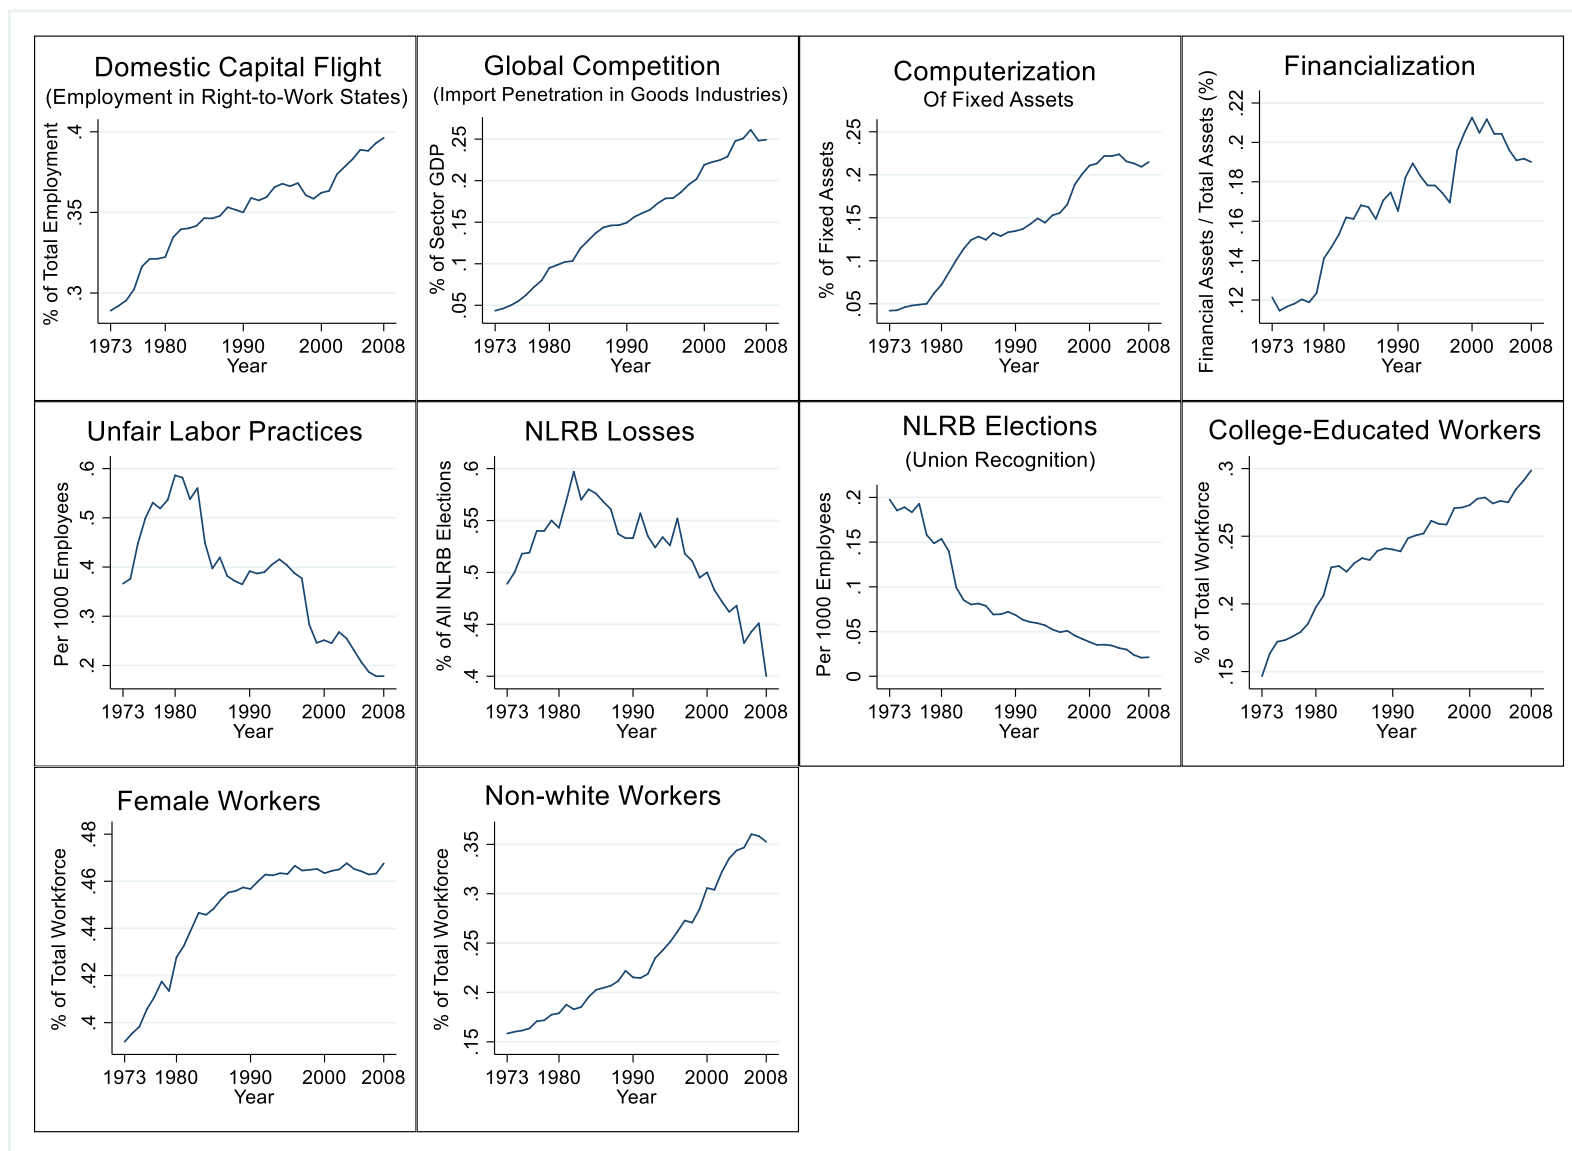 Domestic Capital Flight
(Employment in Right-to-Work States)
% of Total Employment
.4
.35
.3
1973 1980 1990 2000 2008
Year
Global Competition
(Import Penetration in Goods Industries)
% of Sector GDP
.25
.2
.15
.1
.05
1973 1980 1990 2000 2008
Year
Computerization
Of Fixed Assets
% of Fixed Assets
.25
.2
.15
.1
.05
1973 1980 1990 2000 2008
Year
Financialization
Financial Assets / Total Assets (%)
.22
.2
.18
.16
.14
.12
1973 1980 1990 2000 2008
Year
Unfair Labor Practices
Per 1000 Employees
.6
.5
.4
.3
.2
1973 1980 1990 2000 2008
Year
NLRB Losses
% of All NLRB Elections
.6
.55
.5
.45
.4
1973 1980 1990 2000 2008
Year
NLRB Elections
(Union Recognition)
Per 1000 Employees
.2
.15
.1
.05
0
1973 1980 1990 2000 2008
Year
College-Educated Workers
% of Total Workforce
.3
.25
.2
.15
1973 1980 1990 2000 2008
Year
Female Workers
% of Total Workforce
.48
.46
.44
.42
.4
1973 1980 1990 2000 2008
Year
Non-white Workers
% of Total Workforce
.35
.3
.25
.2
.15
1973 1980 1990 2000 2008
Year